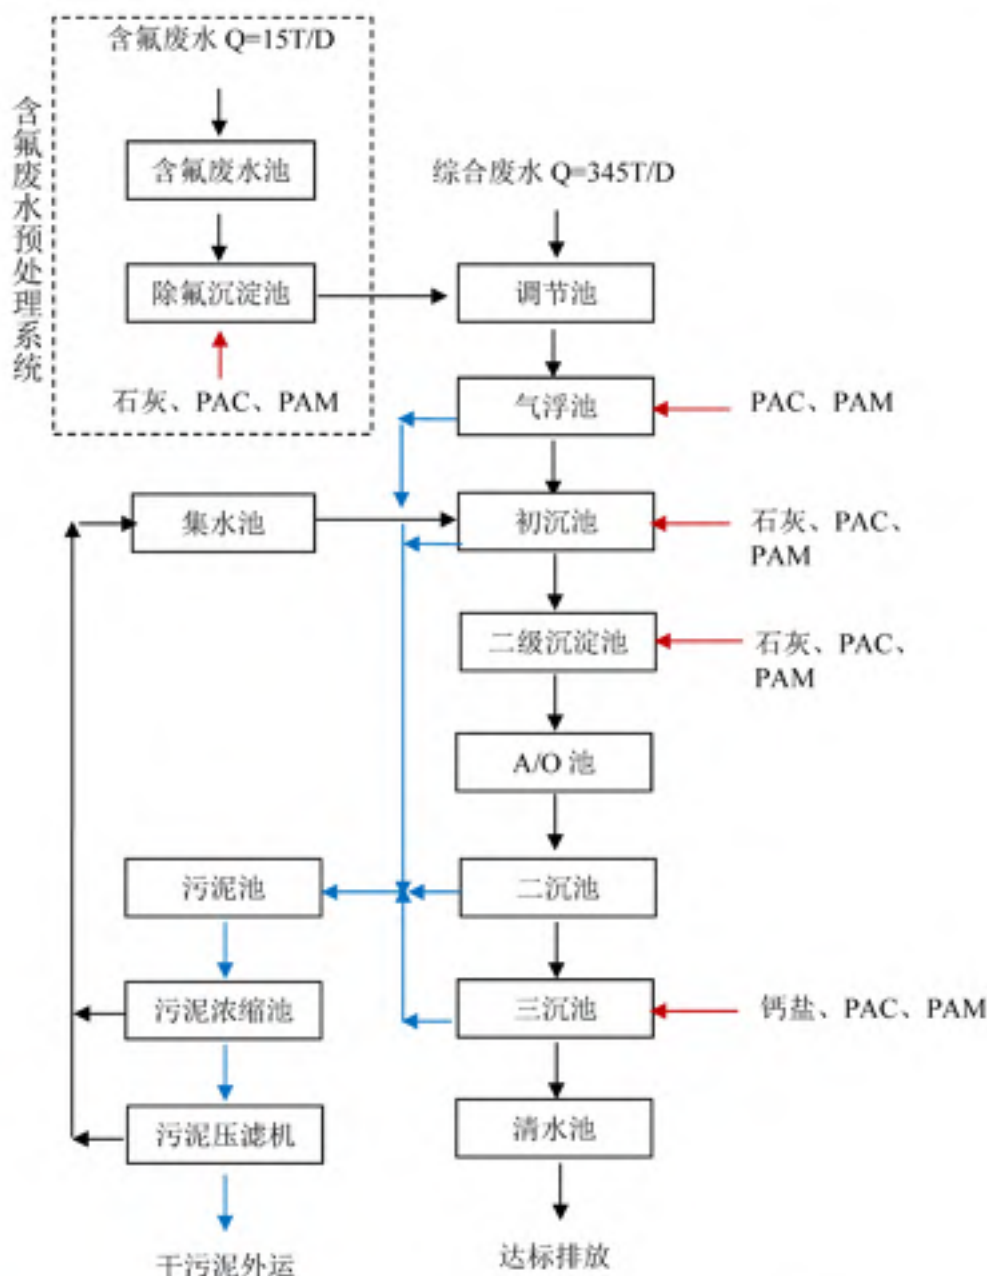 含氟废水 Q=15T/D
含氟废水预处理系统
含氟废水池
综合废水 Q=345T/D
除氟沉淀池
调节池
石灰、PAC、PAM
气浮池
PAC、PAM
集水池
初沉池
石灰、PAC、
PAM
二级沉淀池
石灰、PAC、
PAM
A/O 池
污泥池
二沉池
污泥浓缩池
三沉池
钙盐、PAC、PAM
污泥压滤机
清水池
干污泥外运
达标排放